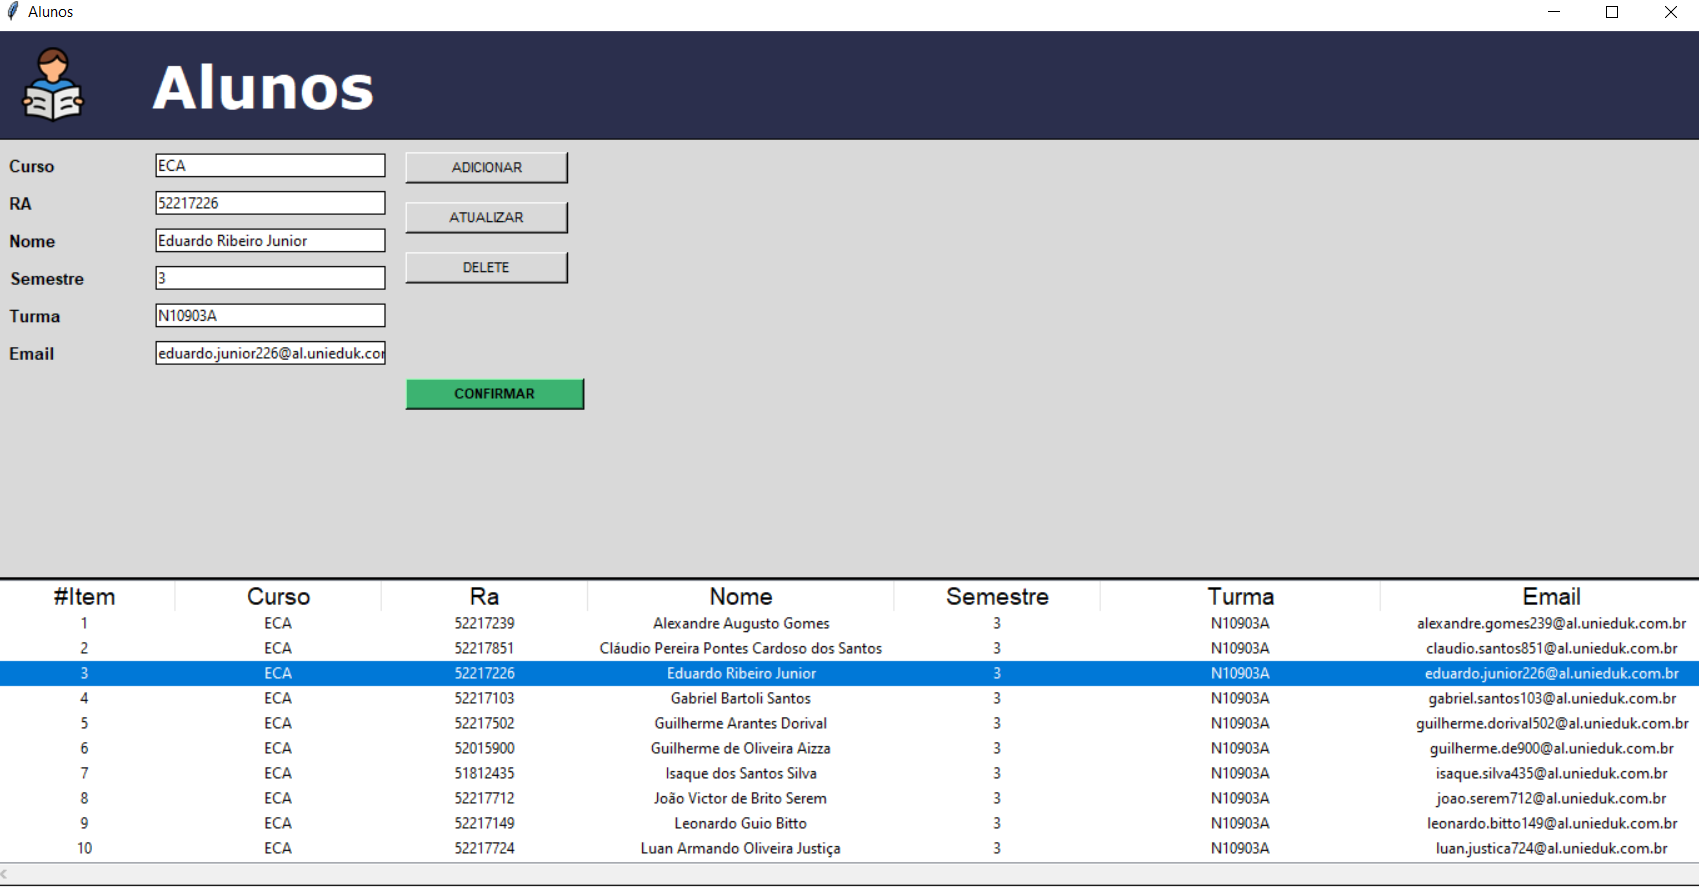 Alunos
Alunos
Curso ECA ADICIONAR
RA 52217226
ATUALIZAR
Nome Eduardo Ribeiro Junior
DELETE
Semestre 3
Turma N10903A
Email eduardo.junior226@al.unieduk.cor
CONFIRMAR
#Item Curso Ra Nome Semestre Turma Email
1 ECA 52217239 Alexandre Augusto Gomes 3 N10903A alexandre.gomes239@al.unieduk.com.br
2 ECA 52217851 Cláudio Pereira Pontes Cardoso dos Santos 3 N10903A claudio.santos851@al.unieduk.com.br
3 ECA 52217226 Eduardo Ribeiro Junior 3 N10903A eduardo.junior226@al.unieduk.com.br
4 ECA 52217103 Gabriel Bartoli Santos 3 N10903A gabriel.santos103@al.unieduk.com.br
5 ECA 52217502 Guilherme Arantes Dorival 3 N10903A guilherme.dorival502@al.unieduk.com.br
6 ECA 52015900 Guilherme de Oliveira Aizza 3 N10903A guilherme.de900@al.unieduk.com.br
7 ECA 51812435 Isaque dos Santos Silva 3 N10903A isaque.silva435@al.unieduk.com.br
8 ECA 52217712 João Victor de Brito Serem 3 N10903A joao.serem712@al.unieduk.com.br
9 ECA 52217149 Leonardo Guio Bitto 3 N10903A leonardo.bitto149@al.unieduk.com.br
10 ECA 52217724 Luan Armando Oliveira Justiça 3 N10903A luan.justica724@al.unieduk.com.br